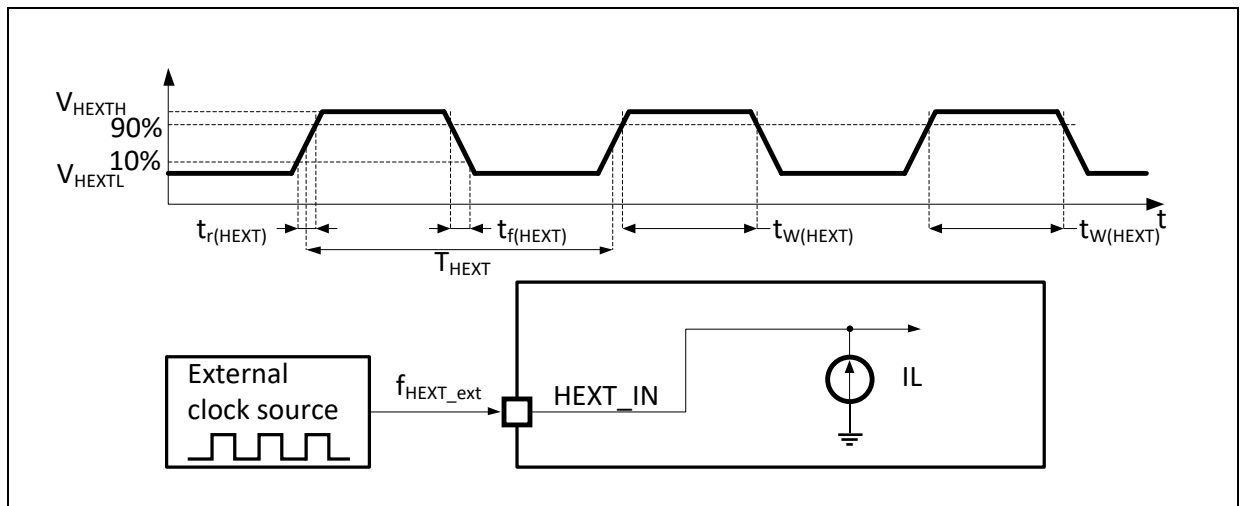 V_HEXTH
90%
10%
V_HEXTL
t
t_r(HEXT)
t_f(HEXT)
t_W(HEXT)
t_W(HEXT)
T_HEXT
External
clock source
f_HEXT_ext
HEXT_IN
IL